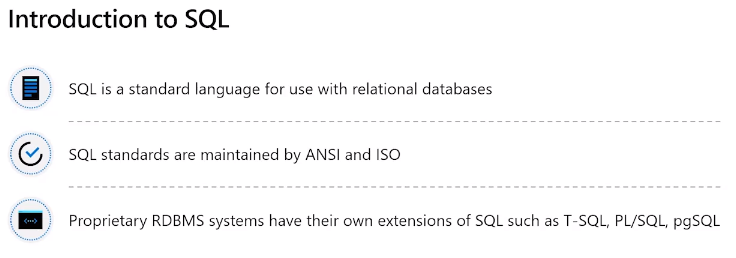 Introduction to SQL
SQL is a standard language for use with relational databases
SQL standards are maintained by ANSI and ISO
Proprietary RDBMS systems have their own extensions of SQL such as T-SQL, PL/SQL, pgSQL